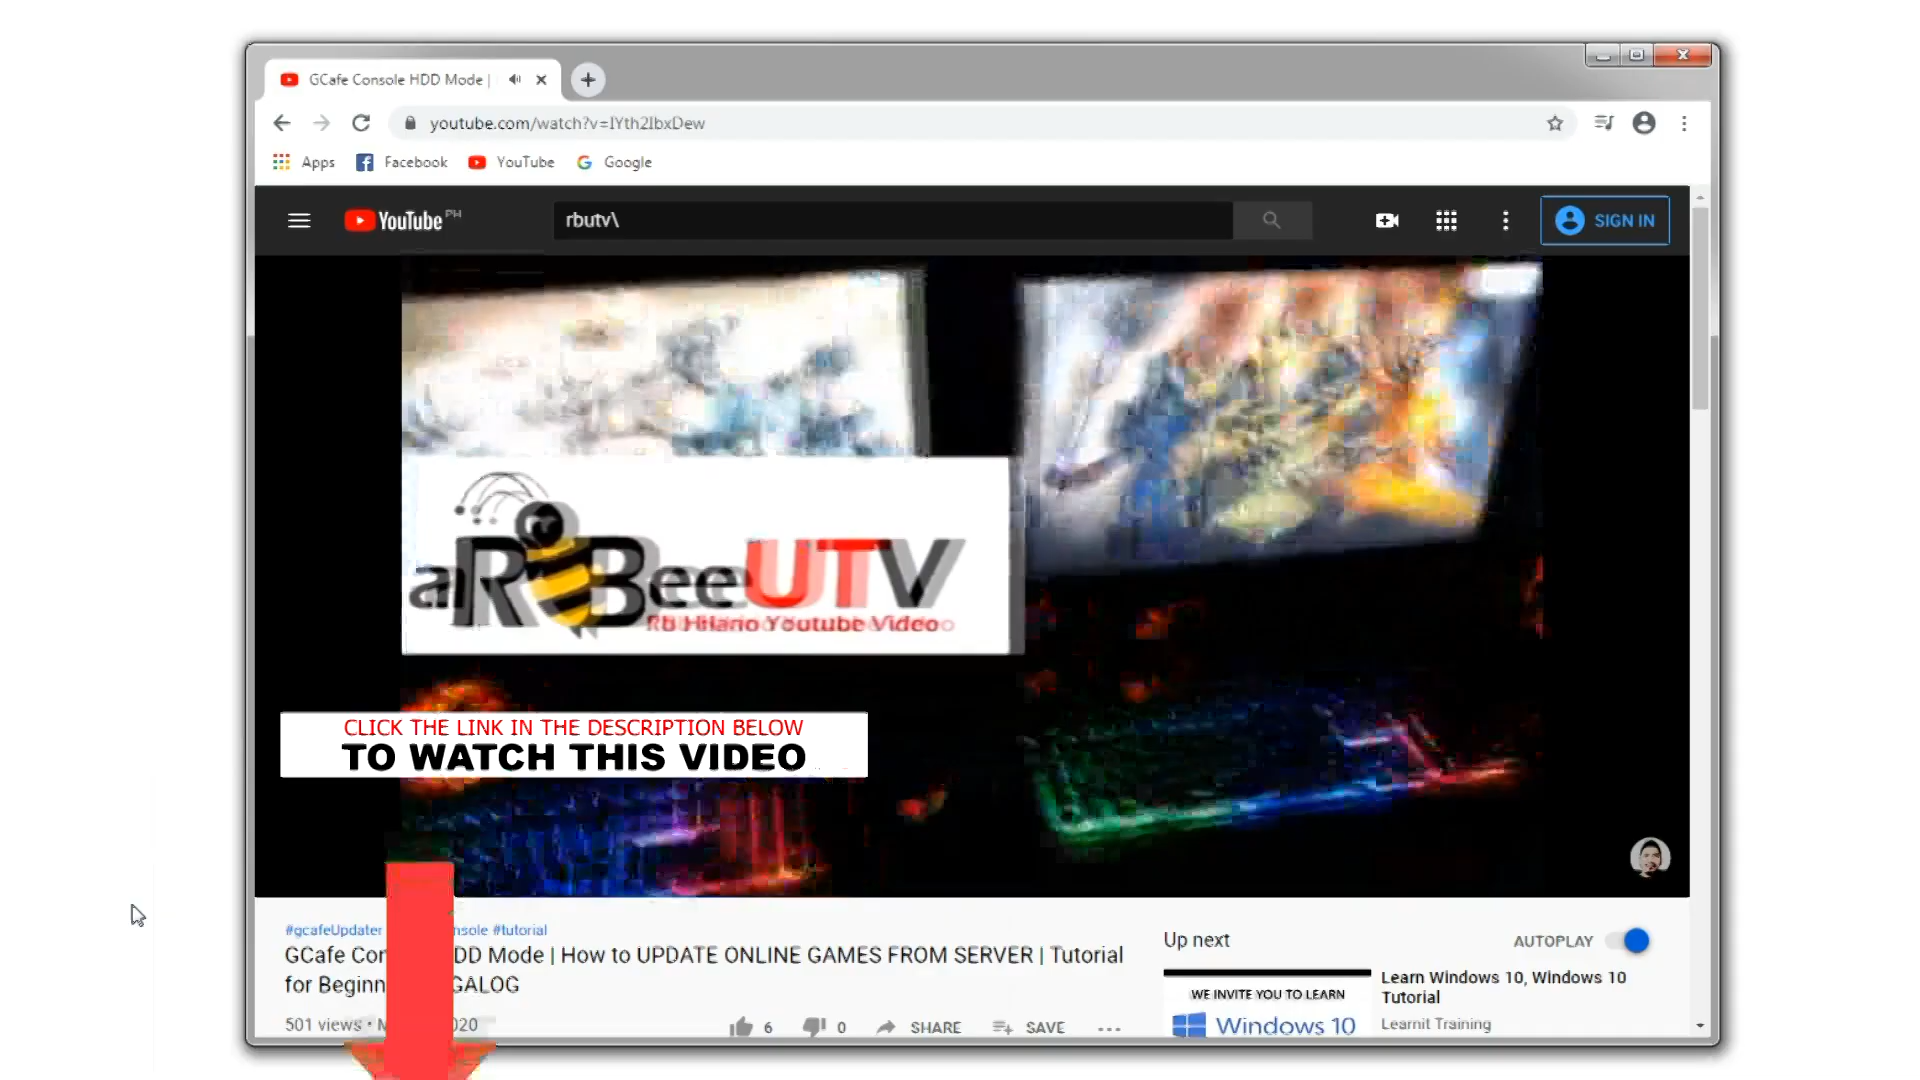 GCafe Console HDD Mode |
youtube.com/watch?v=IYth2IbxDew
Apps
Facebook
YouTube
Google
YouTube PH
rbutv\
SIGN IN
aRBeeUTV
Rb Hilario Youtube Video
CLICK THE LINK IN THE DESCRIPTION BELOW
TO WATCH THIS VIDEO
#gcafeUpdater nsole #tutorial
GCafe Con DD Mode | How to UPDATE ONLINE GAMES FROM SERVER | Tutorial
for Beginn GALOG
501 views • M 020
6
0
SHARE
SAVE
Up next
AUTOPLAY
WE INVITE YOU TO LEARN
Windows 10
Learn Windows 10, Windows 10
Tutorial
Learnit Training